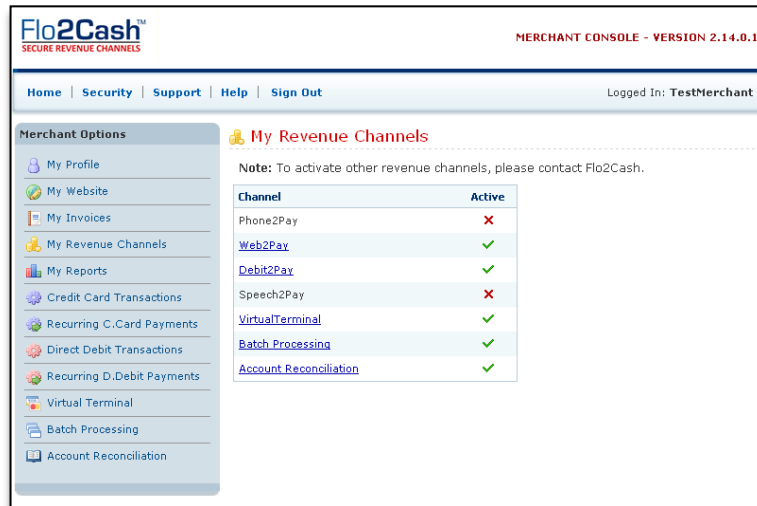 Flo2Cash™
SECURE REVENUE CHANNELS
MERCHANT CONSOLE - VERSION 2.14.0.1
Home | Security | Support | Help | Sign Out
Logged In: TestMerchant
Merchant Options
My Profile
My Website
My Invoices
My Revenue Channels
My Reports
Credit Card Transactions
Recurring C.Card Payments
Direct Debit Transactions
Recurring D.Debit Payments
Virtual Terminal
Batch Processing
Account Reconciliation
My Revenue Channels
Note: To activate other revenue channels, please contact Flo2Cash.
Channel Active
Phone2Pay
Web2Pay
Debit2Pay
Speech2Pay
VirtualTerminal
Batch Processing
Account Reconciliation